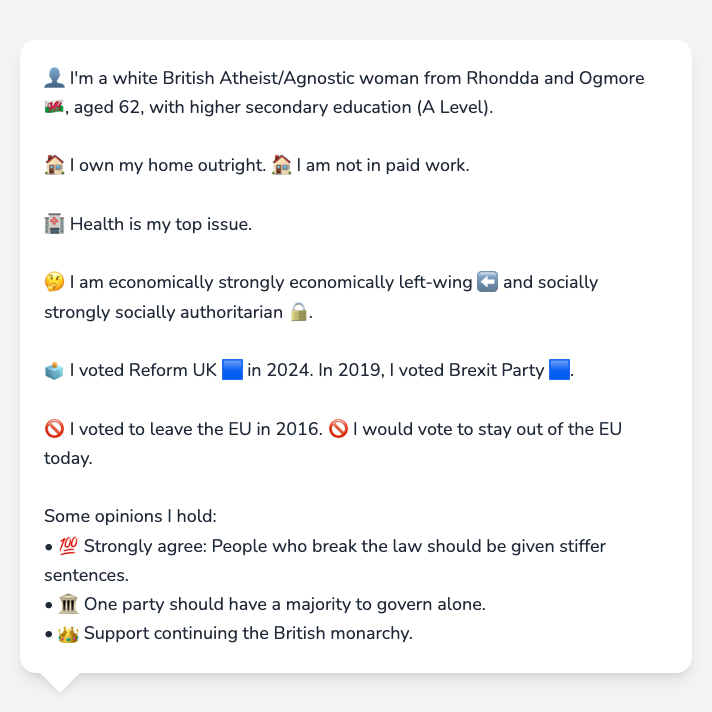 👤 I'm a white British Atheist/Agnostic woman from Rhondda and Ogmore
🏴󠁧󠁢󠁷󠁬󠁳󠁿, aged 62, with higher secondary education (A Level).
🏠 I own my home outright. 🏠 I am not in paid work.
🏥 Health is my top issue.
🤔 I am economically strongly economically left-wing ⬅️ and socially
strongly socially authoritarian 🔒.
🗳️ I voted Reform UK 🟦 in 2024. In 2019, I voted Brexit Party 🟦.
🚫 I voted to leave the EU in 2016. 🚫 I would vote to stay out of the EU
today.
Some opinions I hold:
• 💯 Strongly agree: People who break the law should be given stiffer
sentences.
• 🏛️ One party should have a majority to govern alone.
• 👑 Support continuing the British monarchy.